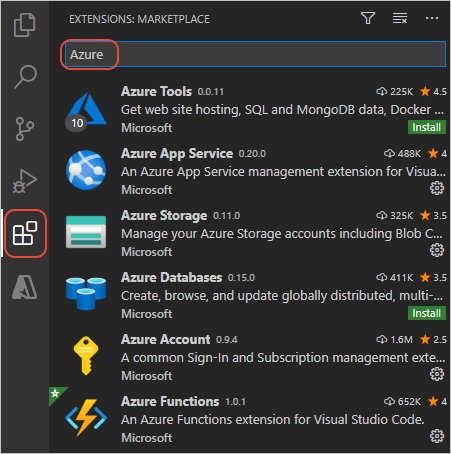 EXTENSIONS: MARKETPLACE
Azure
Azure Tools 0.0.11 225K 4.5
Get web site hosting, SQL and MongoDB data, Docker ...
Microsoft Install
10
Azure App Service 0.20.0 488K 4
An Azure App Service management extension for Visua...
Microsoft
Azure Storage 0.11.0 325K 3.5
Manage your Azure Storage accounts including Blob C...
Microsoft
Azure Databases 0.15.0 411K 3.5
Create, browse, and update globally distributed, multi-...
Microsoft Install
Azure Account 0.9.4 1.6M 2.5
A common Sign-In and Subscription management exte...
Microsoft
Azure Functions 1.0.1 652K 4
An Azure Functions extension for Visual Studio Code.
Microsoft